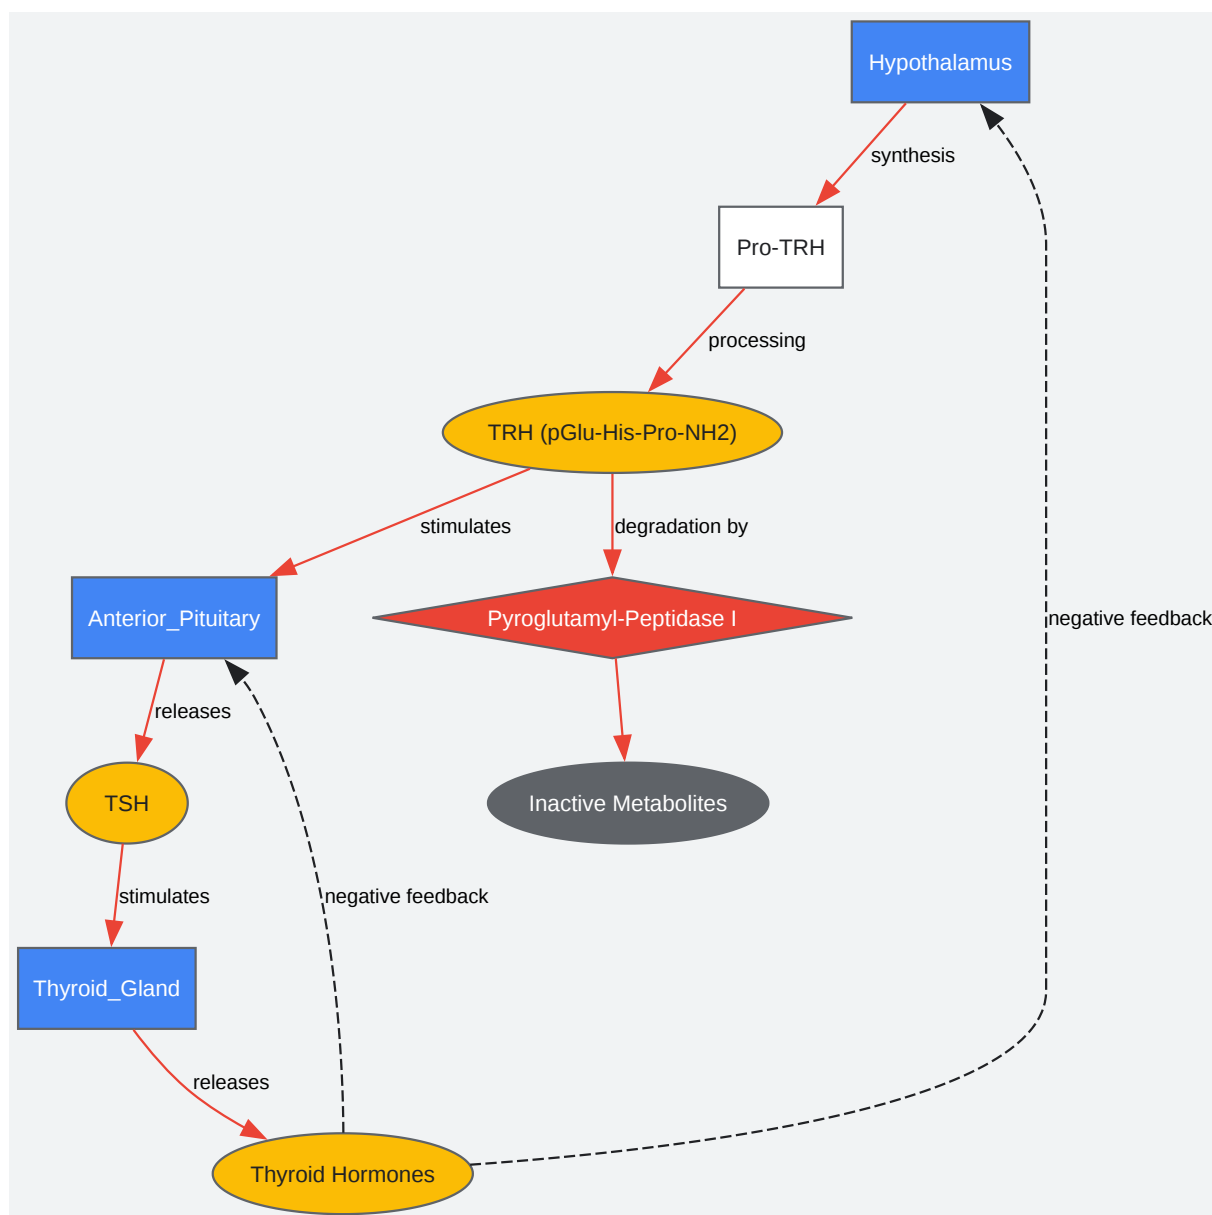 Hypothalamus
synthesis
Pro-TRH
processing
TRH (pGlu-His-Pro-NH2)
stimulates
degradation by
Anterior_Pituitary
Pyroglutamyl-Peptidase I
negative feedback
releases
TSH
Inactive Metabolites
stimulates
negative feedback
Thyroid_Gland
releases
Thyroid Hormones